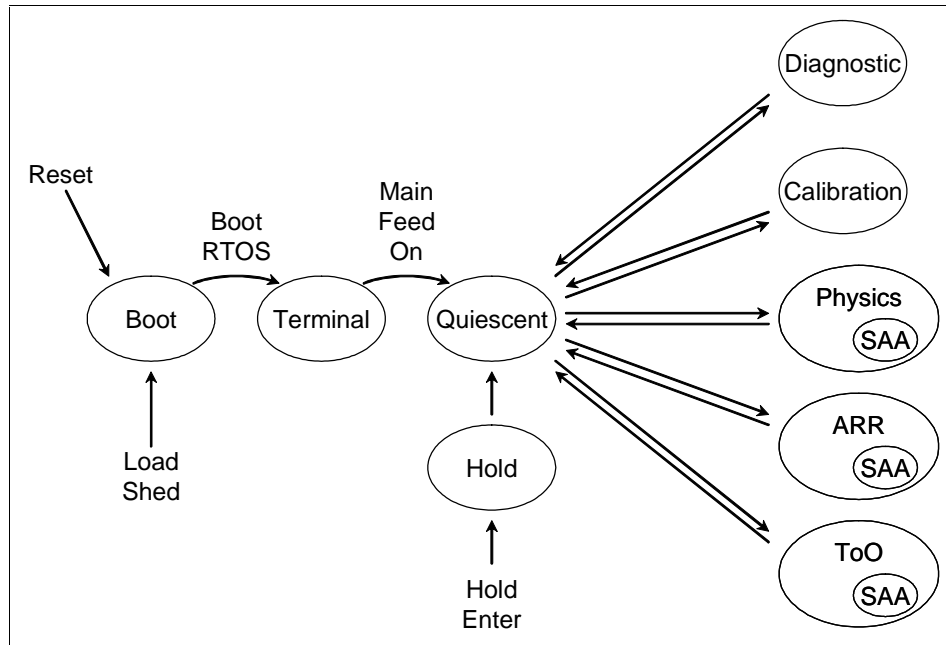 Diagnostic
Reset
Main
Feed
On
Calibration
Boot
RTOS
Boot
Terminal
Quiescent
Physics
SAA
Load
Shed
Hold
ARR
SAA
Hold
Enter
ToO
SAA